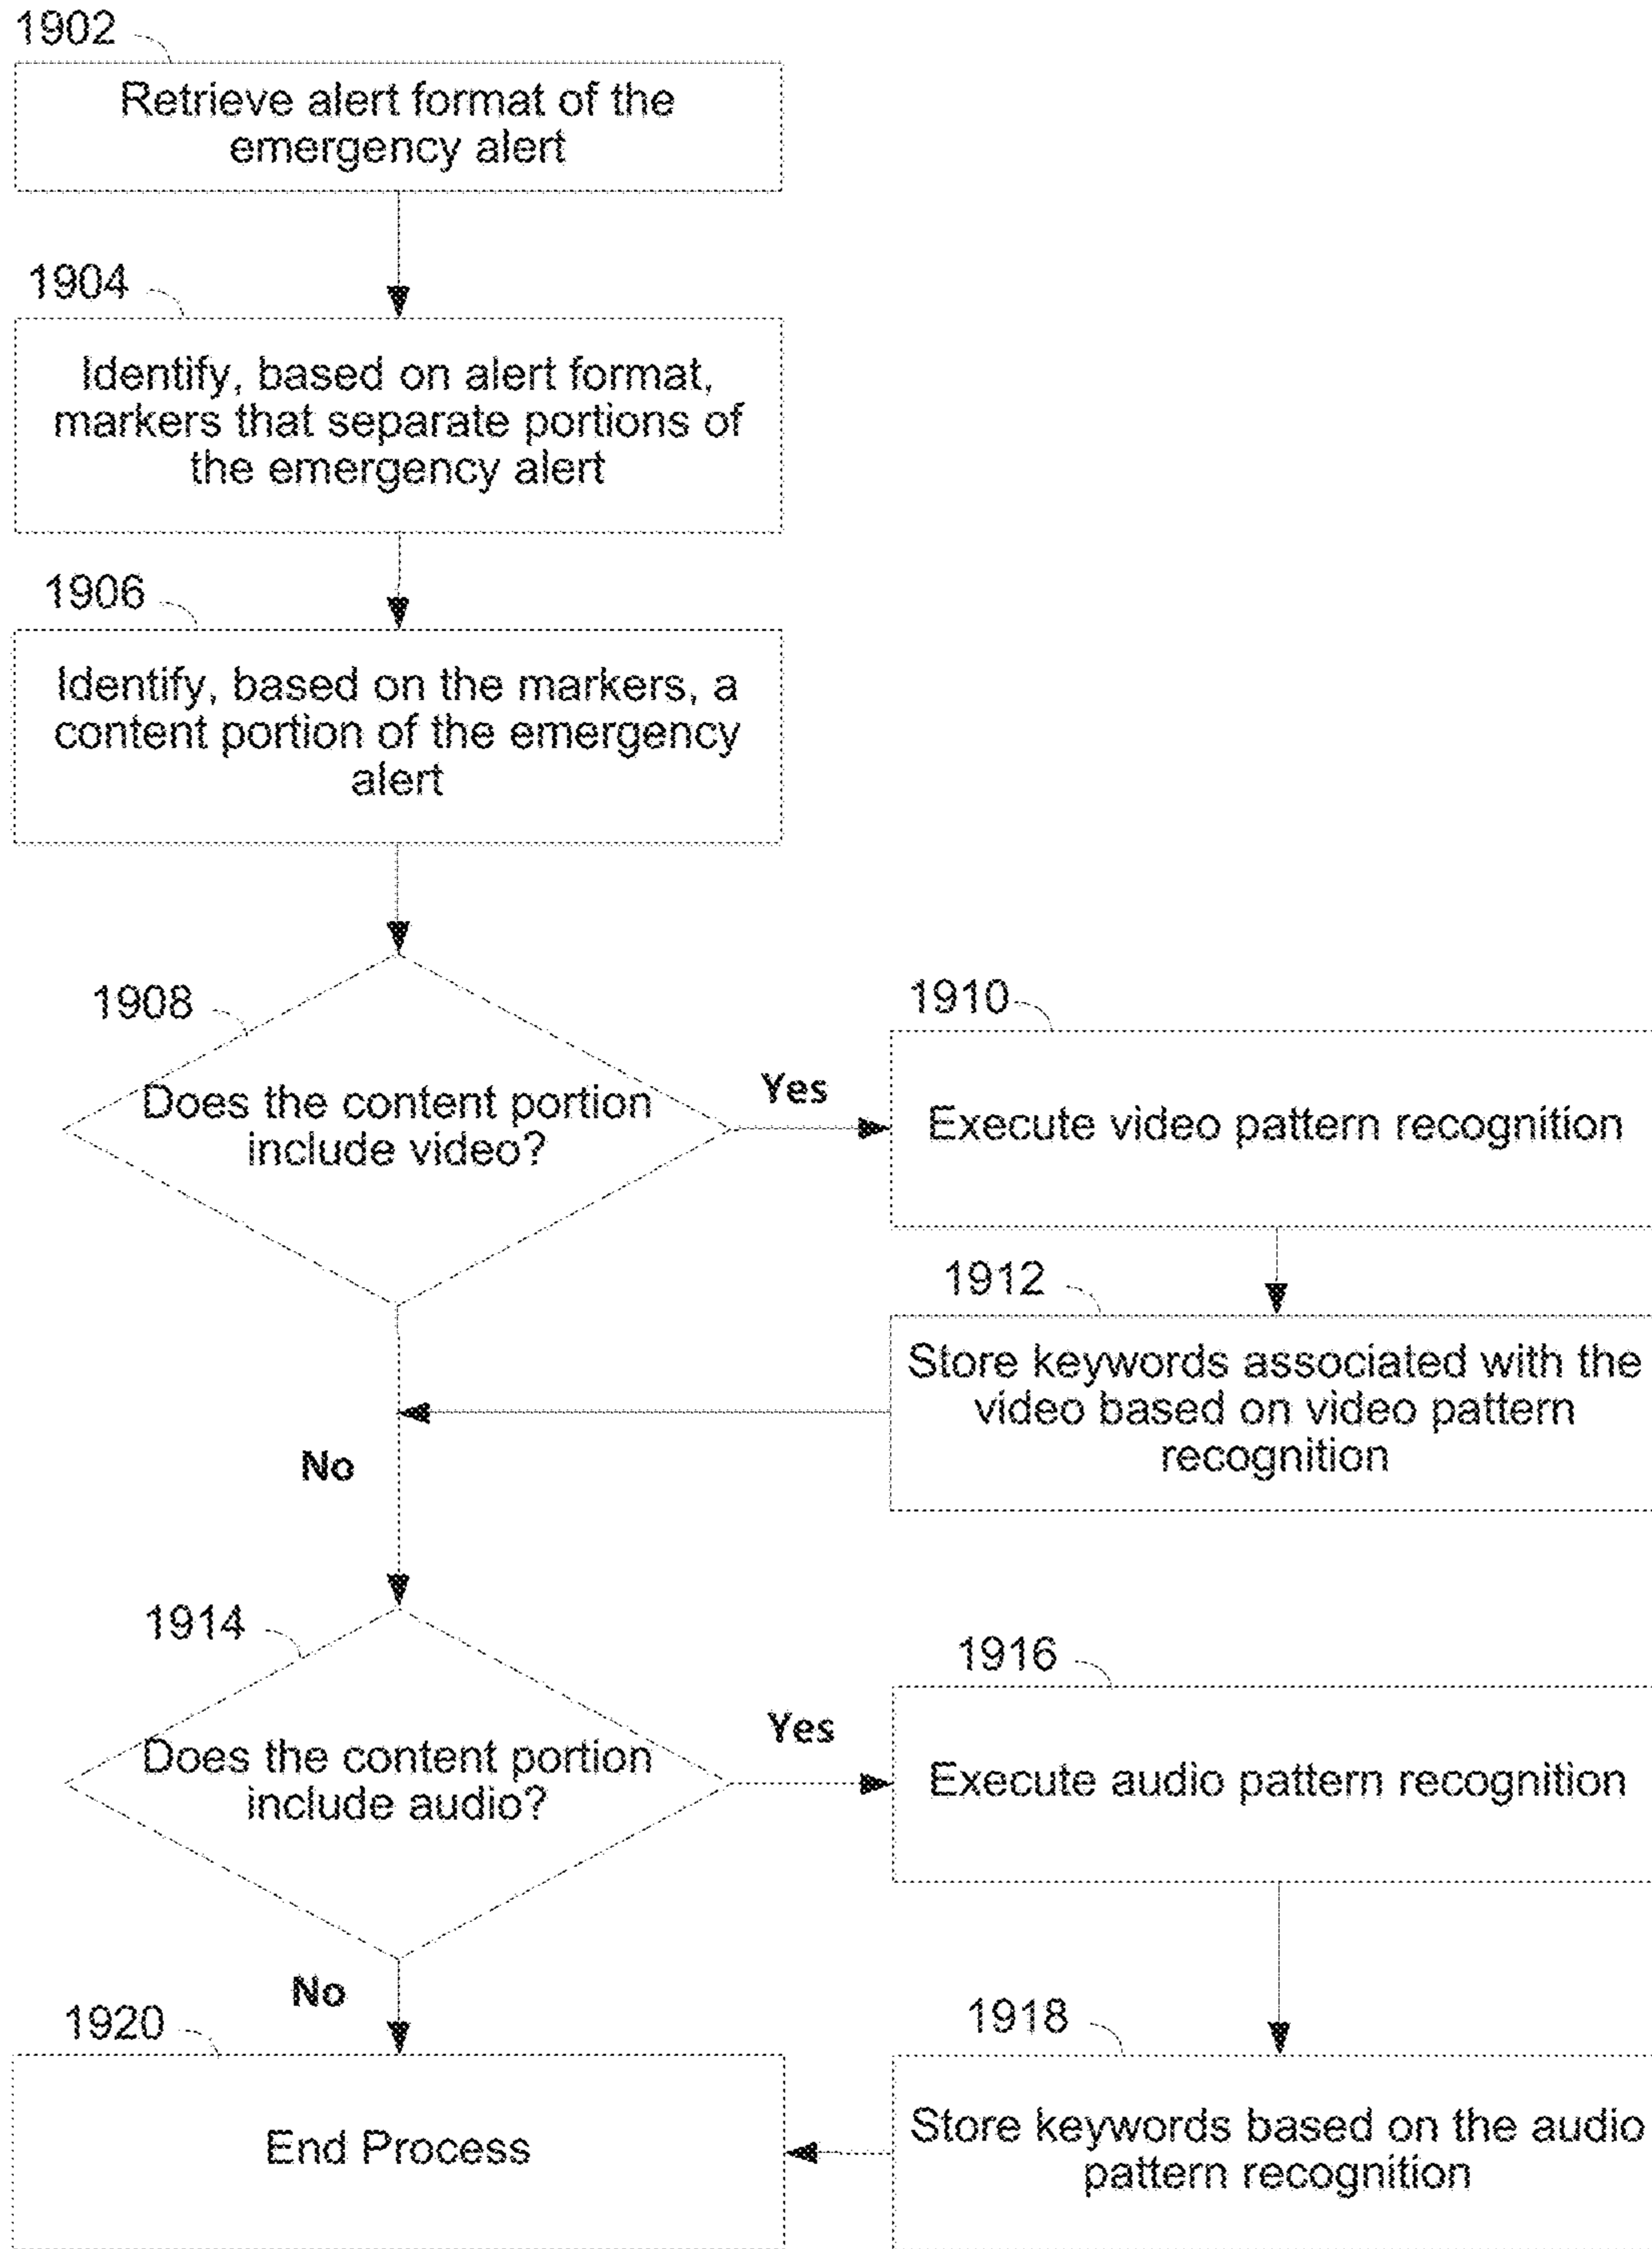 1902
Retrieve alert format of the
emergency alert
1904
Identify, based on alert format,
markers that separate portions of
the emergency alert
1906
Identify, based on the markers, a
content portion of the emergency
alert
1908
Does the content portion
include video?
Yes
1910
Execute video pattern recognition
1912
Store keywords associated with the
video based on video pattern
recognition
No
1914
Does the content portion
include audio?
Yes
1916
Execute audio pattern recognition
No
1918
Store keywords based on the audio
pattern recognition
1920
End Process